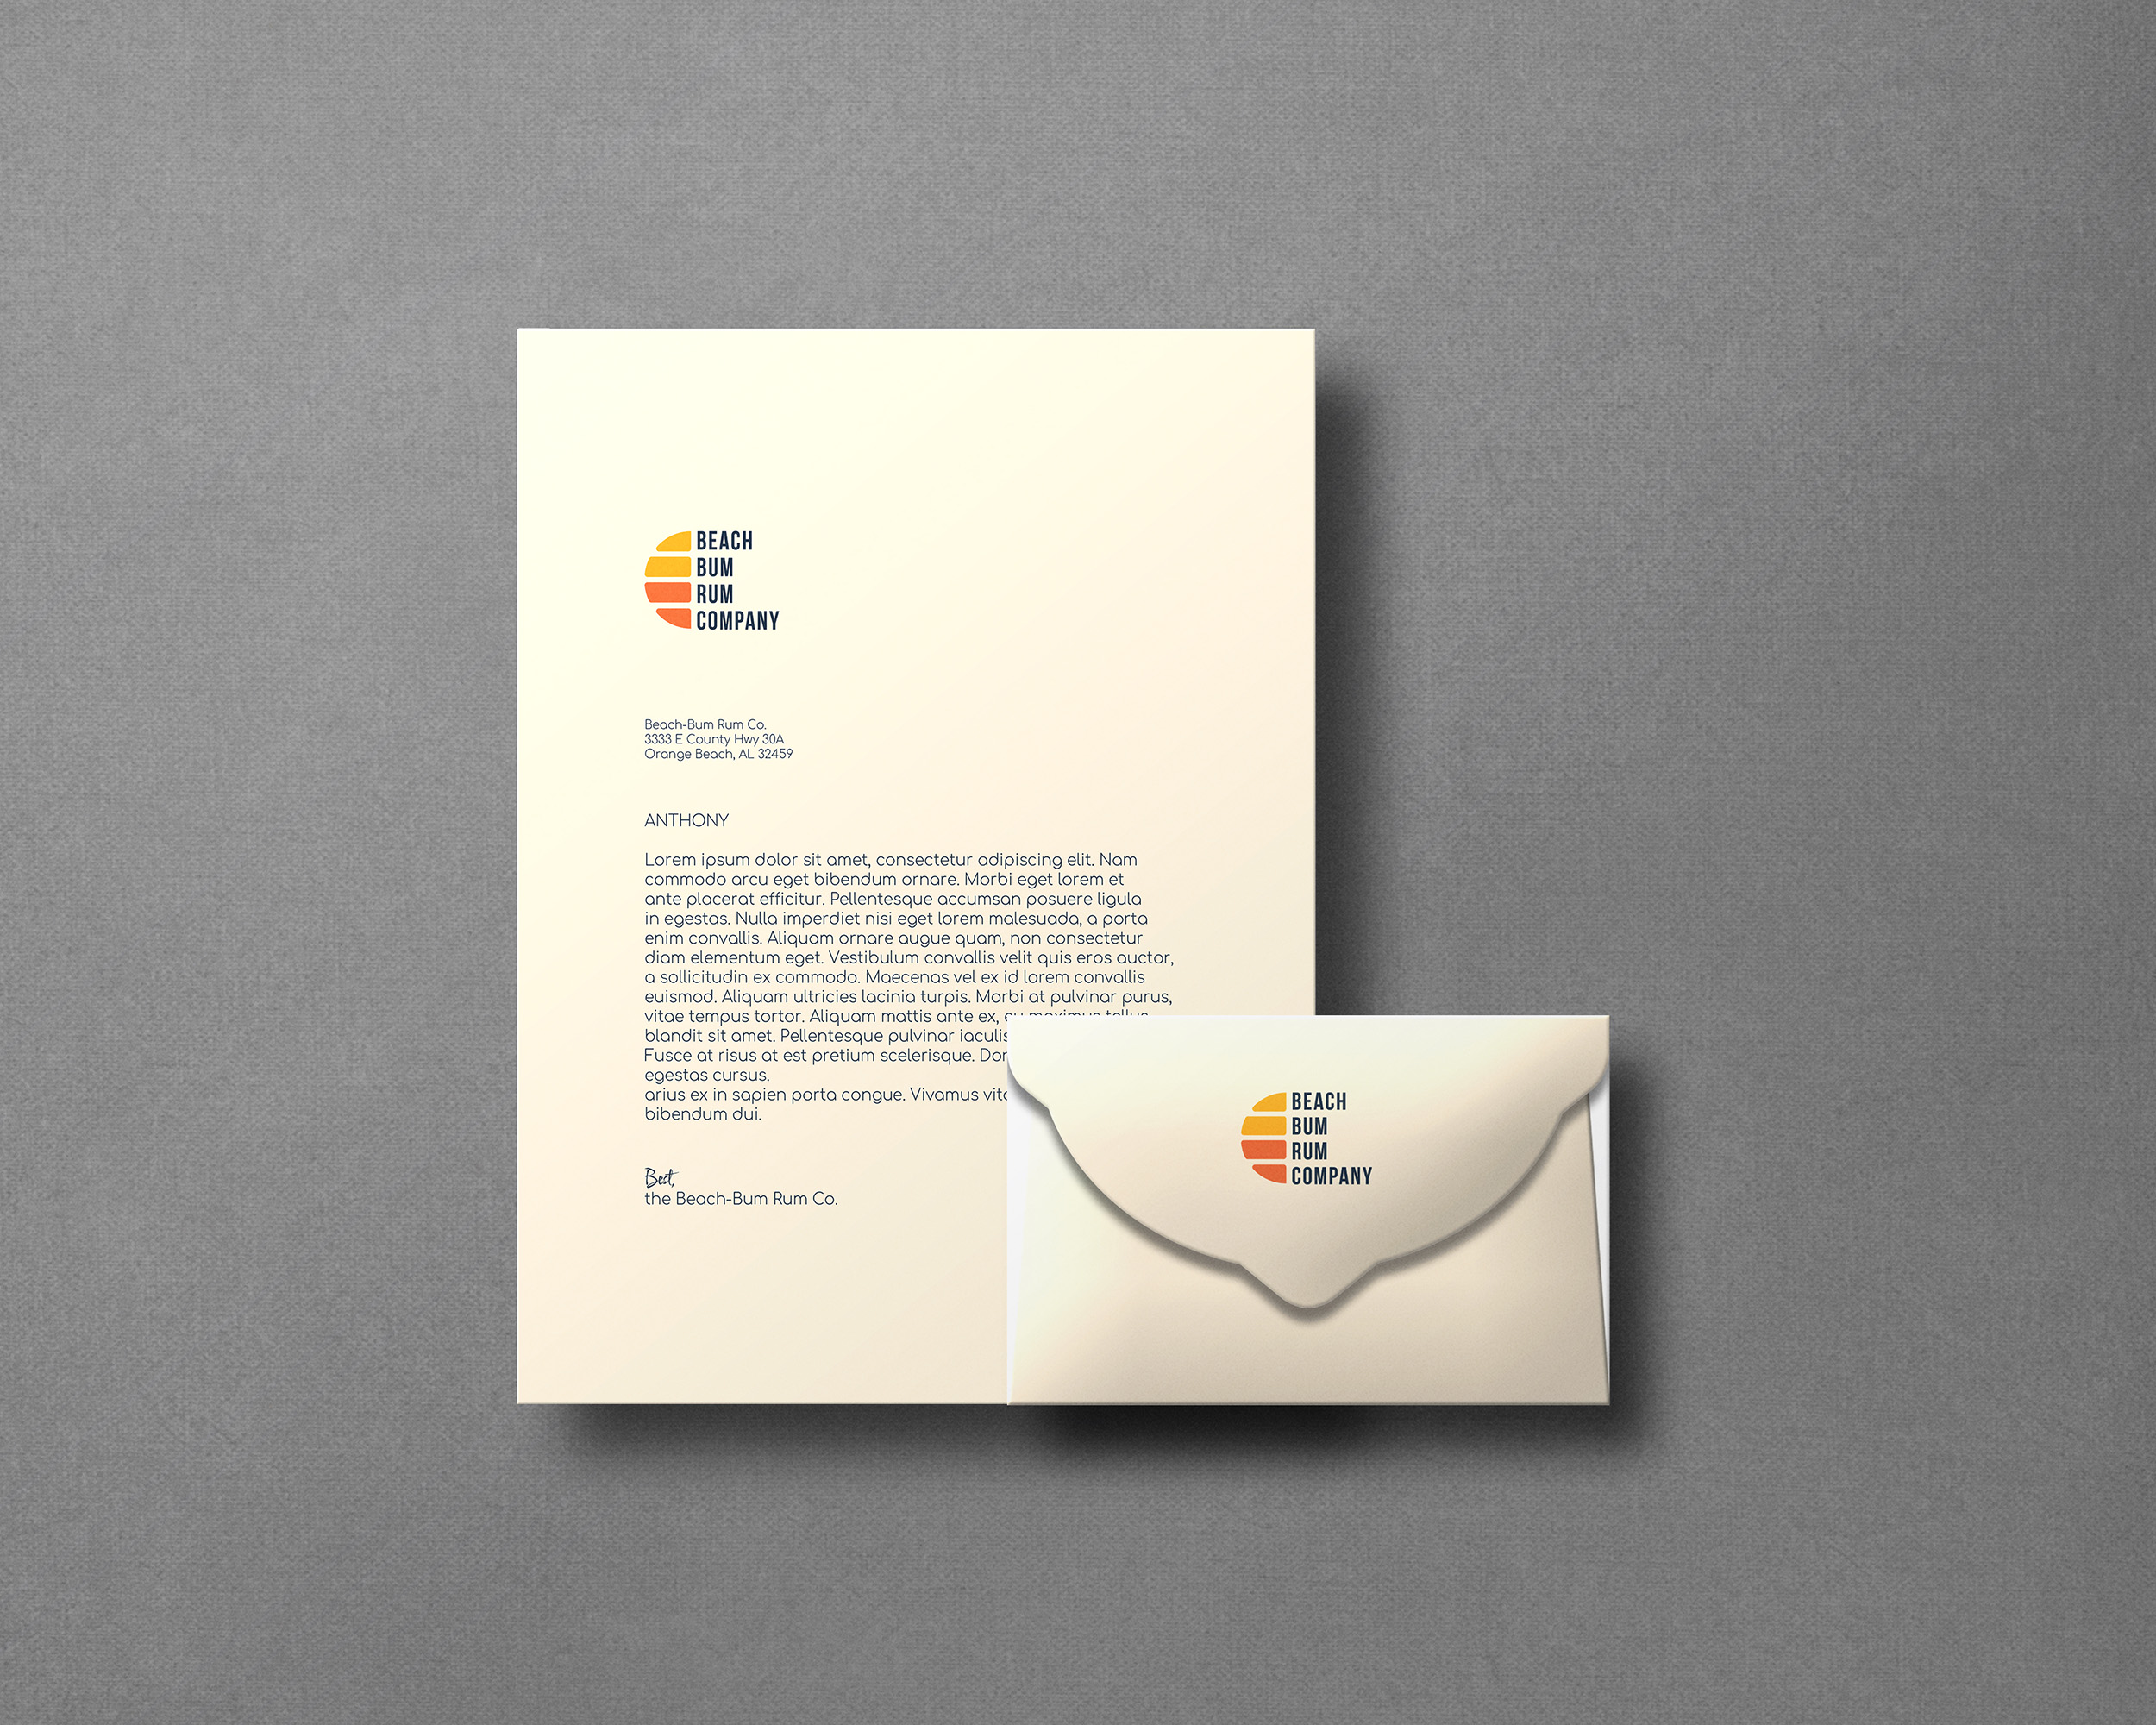 BEACH
BUM
RUM
COMPANY
Beach-Bum Rum Co.
3333 E County Hwy 30A
Orange Beach, AL 32459
ANTHONY
Lorem ipsum dolor sit amet, consectetur adipiscing elit. Nam
commodo arcu eget bibendum ornare. Morbi eget lorem et
ante placerat efficitur. Pellentesque accumsan posuere ligula
in egestas. Nulla imperdiet nisi eget lorem malesuada, a porta
enim convallis. Aliquam ornare augue quam, non consectetur
diam elementum eget. Vestibulum convallis velit quis eros auctor,
a sollicitudin ex commodo. Maecenas vel ex id lorem convallis
euismod. Aliquam ultricies lacinia turpis. Morbi at pulvinar purus,
vitae tempus tortor. Aliquam mattis ante ex, eu maximus tellus
blandit sit amet. Pellentesque pulvinar iaculis
Fusce at risus at est pretium scelerisque.
egestas cursus.
arius ex in sapien porta congue. Vivamus
bibendum dui.
Best,
the Beach-Bum Rum Co.
BEACH
BUM
RUM
COMPANY